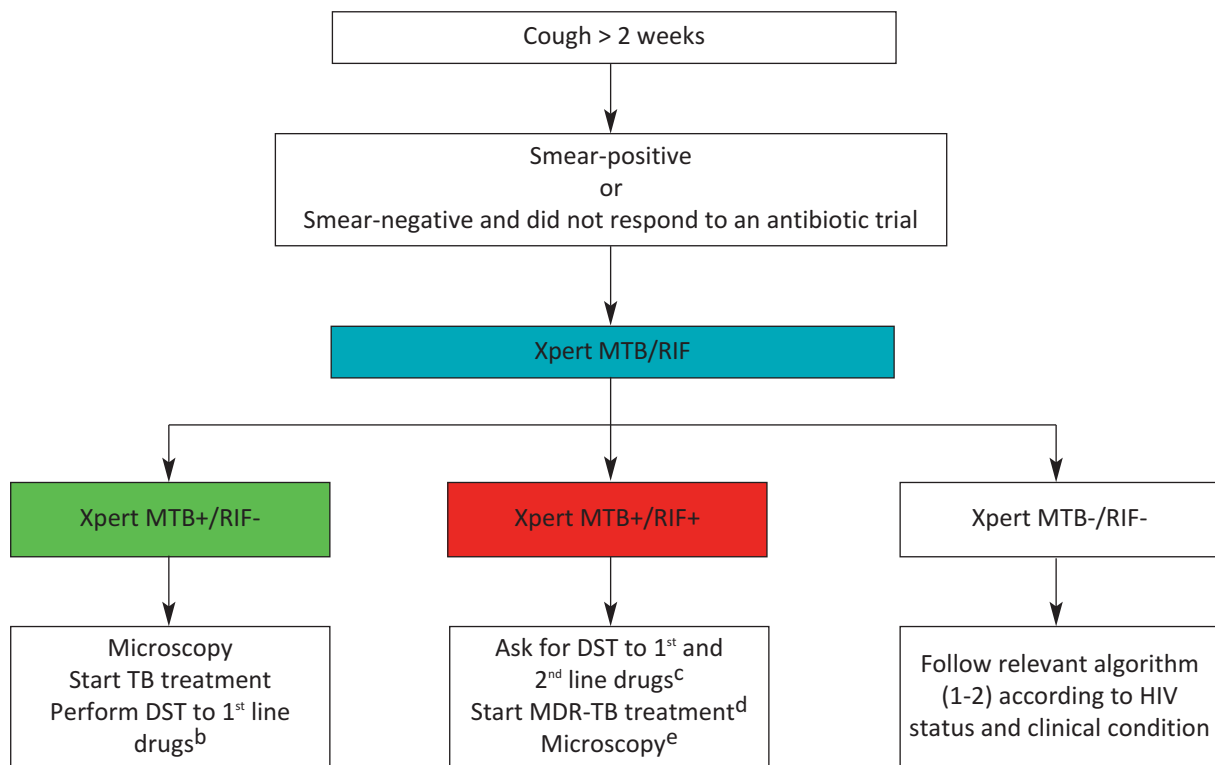 Cough > 2 weeks
Smear-positive
or
Smear-negative and did not respond to an antibiotic trial
Xpert MTB/RIF
Xpert MTB+/RIF-
Xpert MTB+/RIF+
Xpert MTB-/RIF-
Microscopy
Start TB treatment
Perform DST to 1st line
drugsb
Ask for DST to 1st and
2nd line drugsc
Start MDR-TB treatmentd
Microscopye
Follow relevant algorithm
(1-2) according to HIV
status and clinical condition